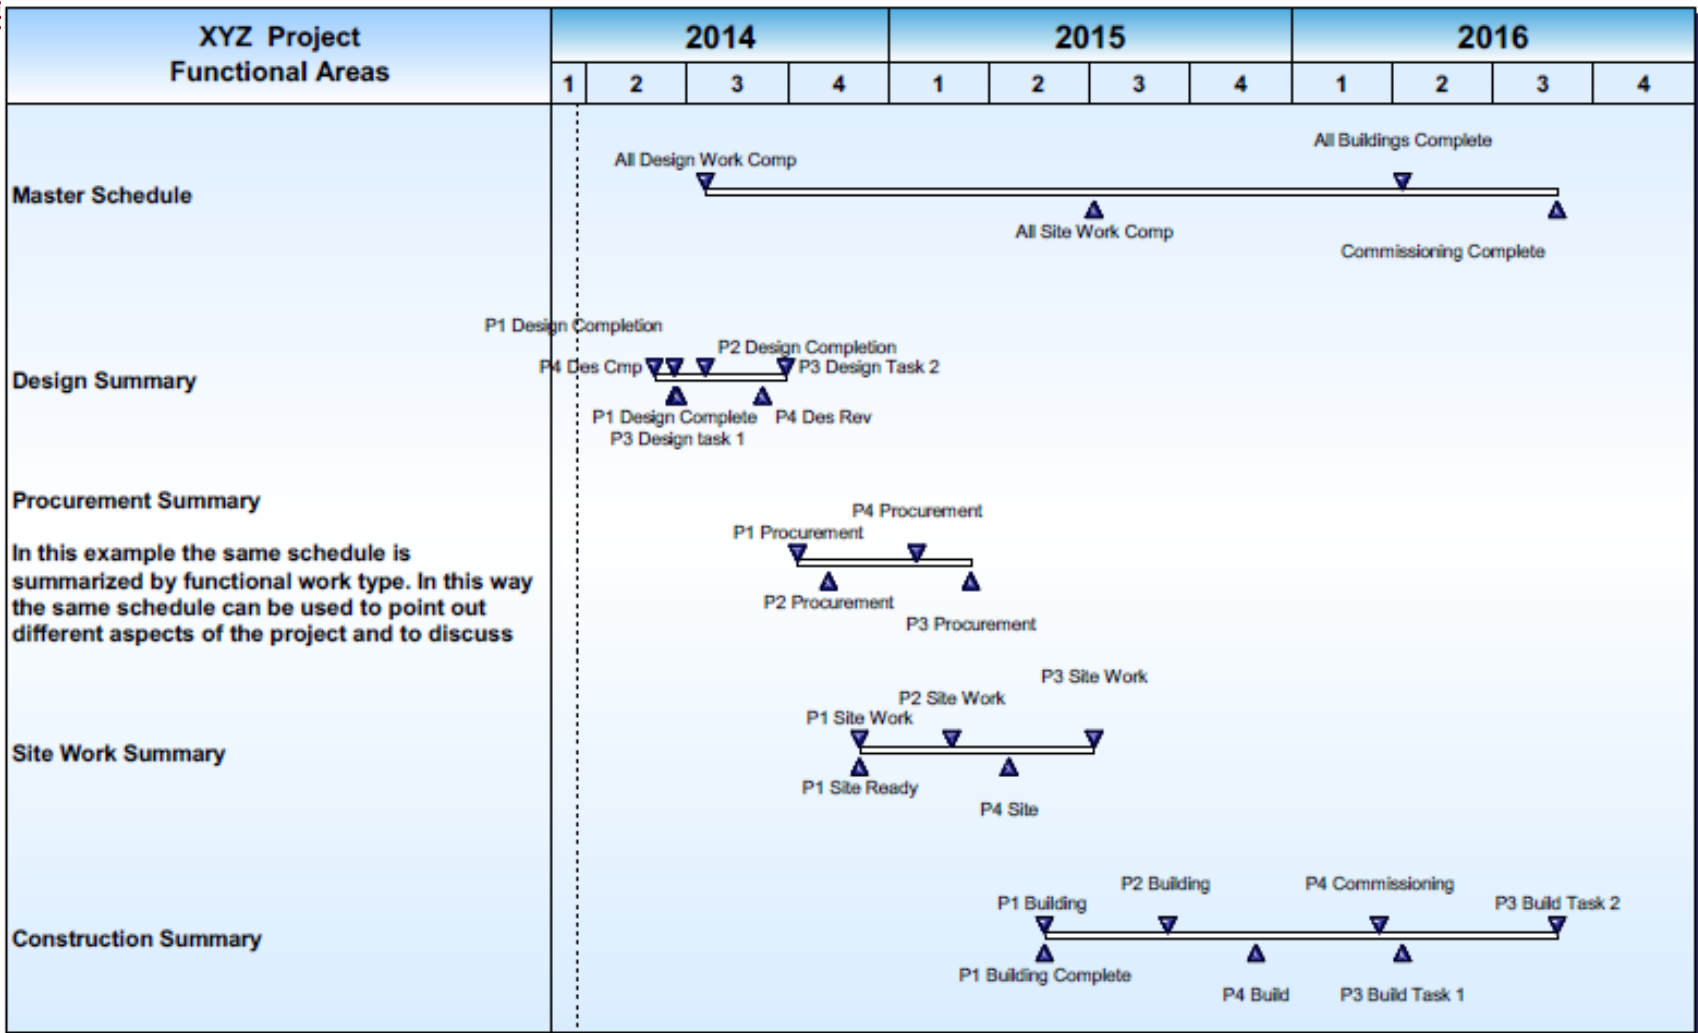 XYZ Project
Functional Areas
2014
2015
2016
1
2
3
4
1
2
3
4
1
2
3
4
Master Schedule
All Design Work Comp
All Buildings Complete
All Site Work Comp
Commissioning Complete
Design Summary
P1 Design Completion
P2 Design Completion
P4 Des Cmp
P3 Design Task 2
P1 Design Complete
P4 Des Rev
P3 Design task 1
Procurement Summary
In this example the same schedule is
summarized by functional work type. In this way
the same schedule can be used to point out
different aspects of the project and to discuss
P4 Procurement
P1 Procurement
P2 Procurement
P3 Procurement
Site Work Summary
P3 Site Work
P2 Site Work
P1 Site Work
P1 Site Ready
P4 Site
Construction Summary
P2 Building
P4 Commissioning
P1 Building
P3 Build Task 2
P1 Building Complete
P4 Build
P3 Build Task 1